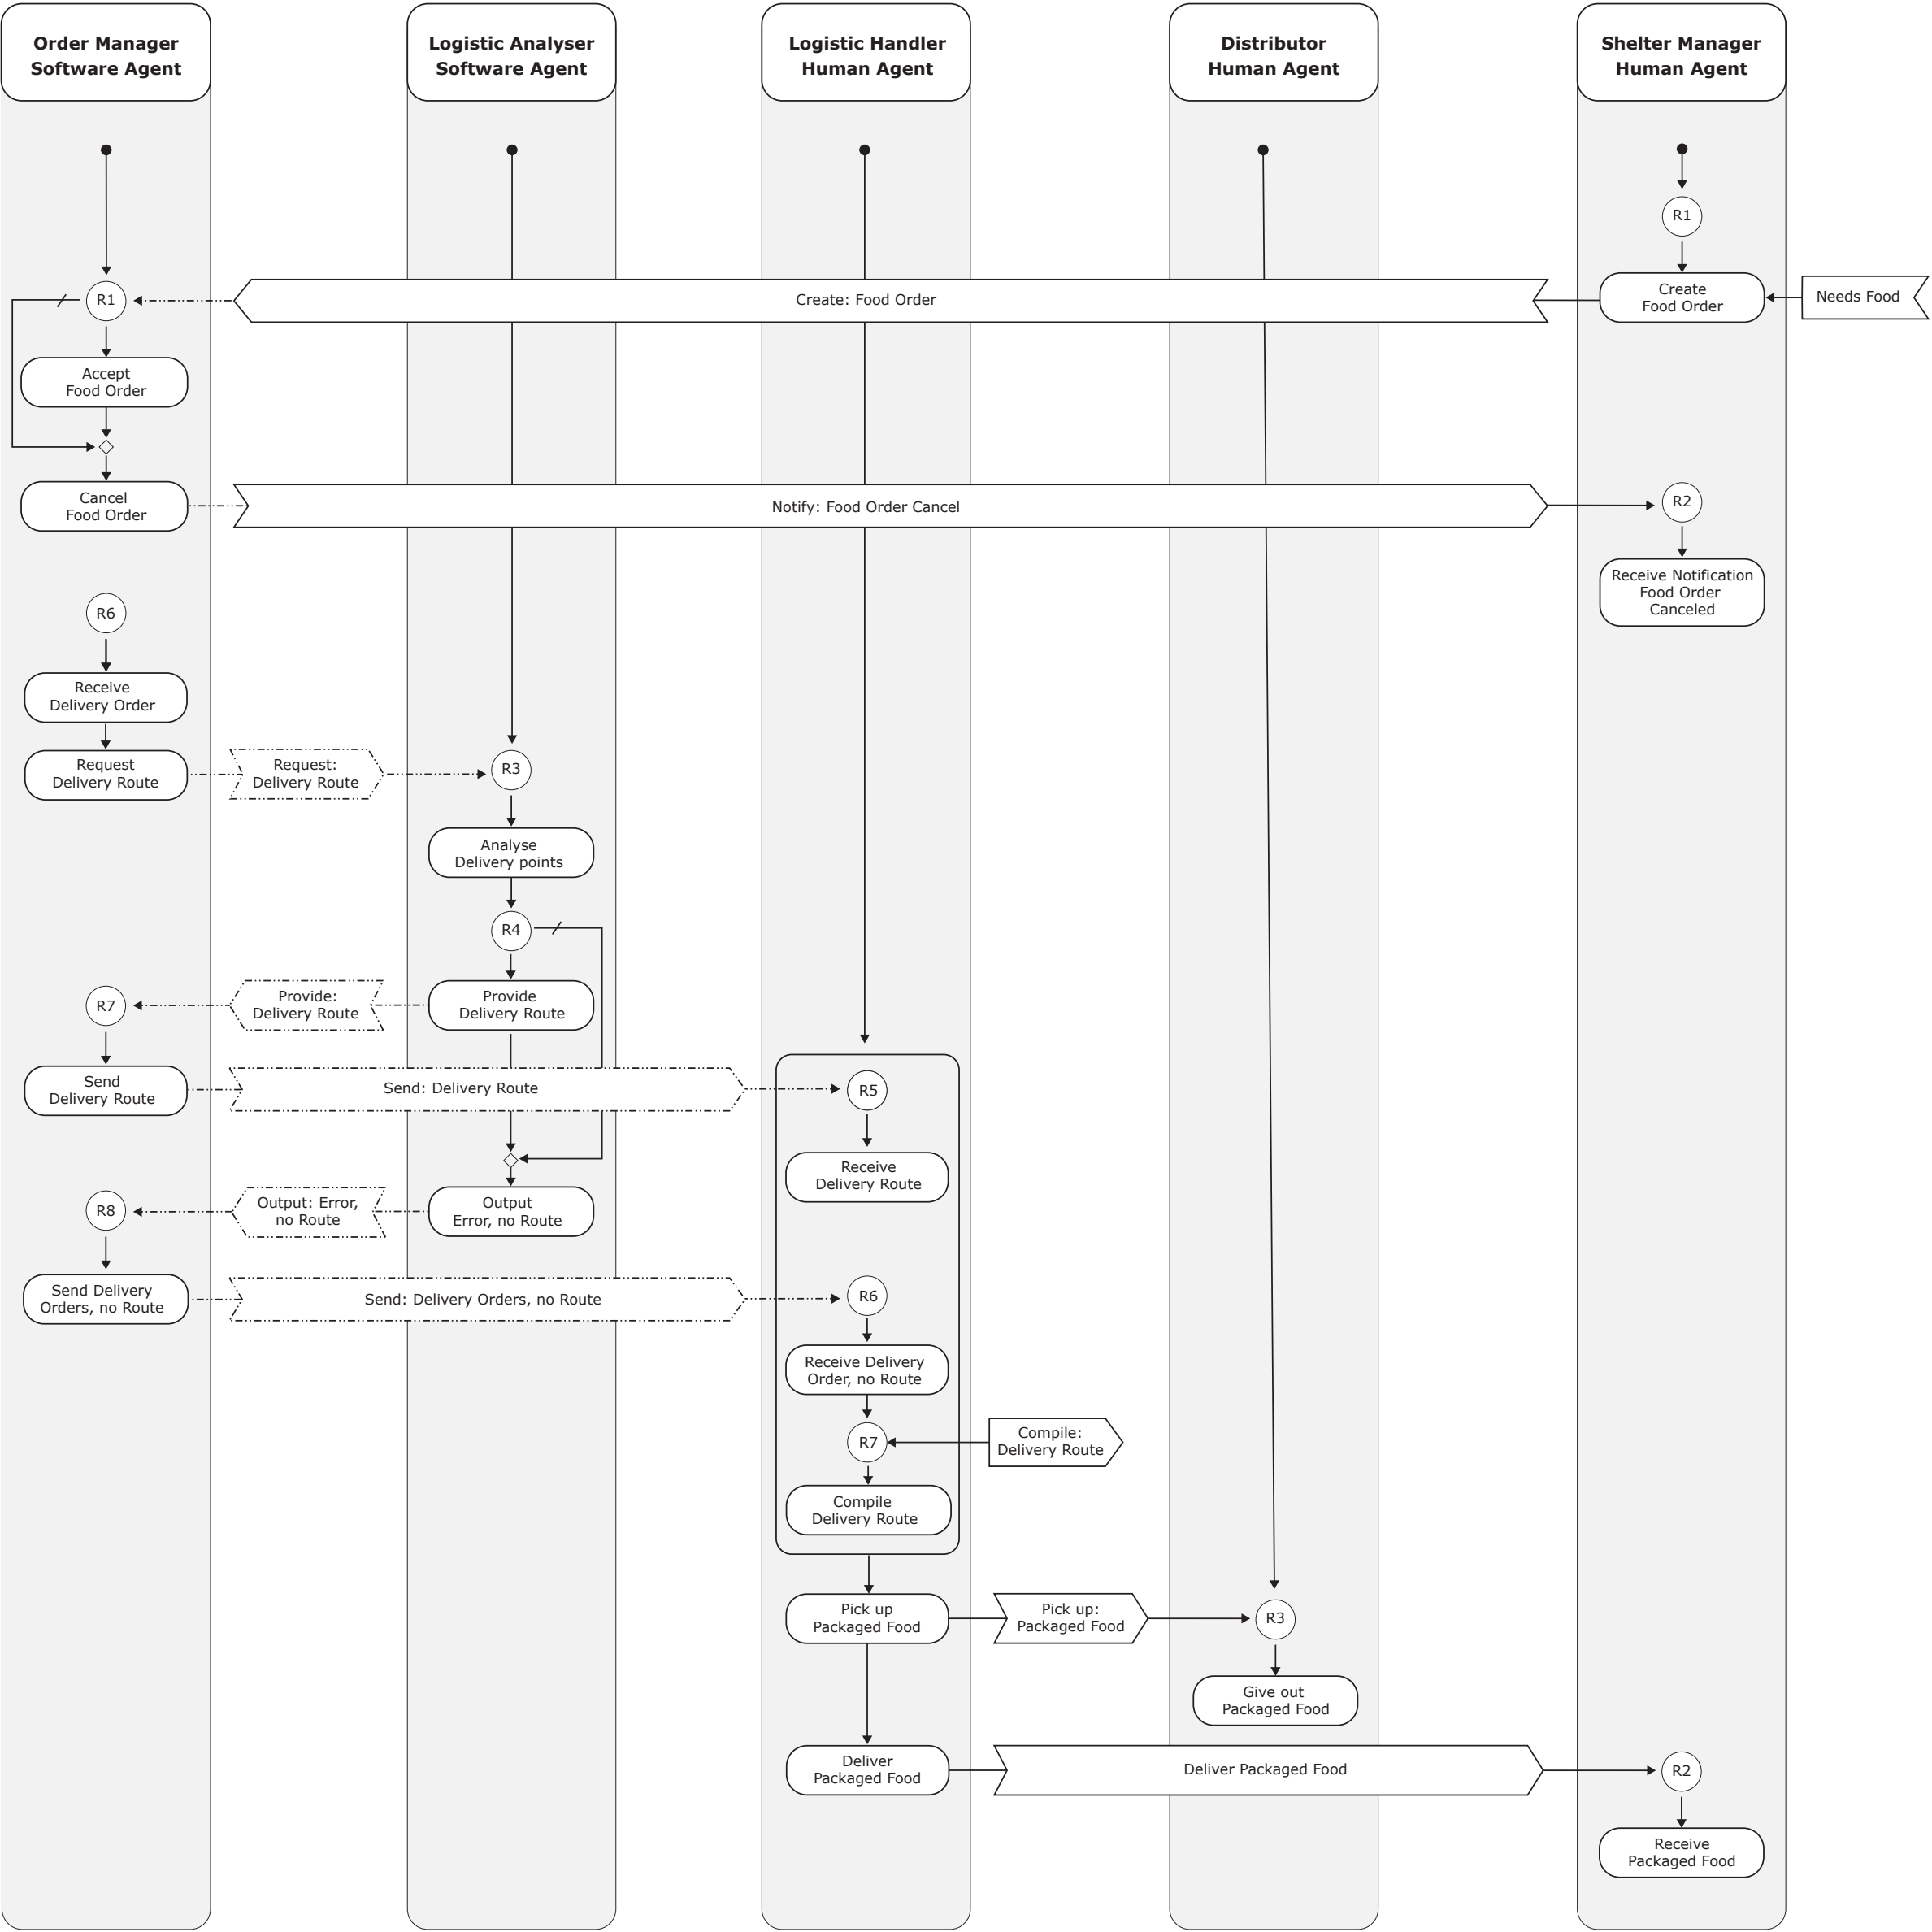 Order Manager
Software Agent
Logistic Analyser
Software Agent
Logistic Handler
Human Agent
Distributor
Human Agent
Shelter Manager
Human Agent
R1
Create
Food Order
Needs Food
Create: Food Order
R1
Accept
Food Order
Cancel
Food Order
Notify: Food Order Cancel
R2
Receive Notification
Food Order
Canceled
R6
Receive
Delivery Order
Request
Delivery Route
Request:
Delivery Route
R3
Analyse
Delivery points
R4
Provide
Delivery Route
Provide:
Delivery Route
R7
Send
Delivery Route
Send: Delivery Route
R5
Receive
Delivery Route
Output
Error, no Route
Output: Error,
no Route
R8
Send Delivery
Orders, no Route
Send: Delivery Orders, no Route
R6
Receive Delivery
Order, no Route
R7
Compile:
Delivery Route
Compile
Delivery Route
Pick up
Packaged Food
Pick up:
Packaged Food
R3
Give out
Packaged Food
Deliver
Packaged Food
Deliver Packaged Food
R2
Receive
Packaged Food